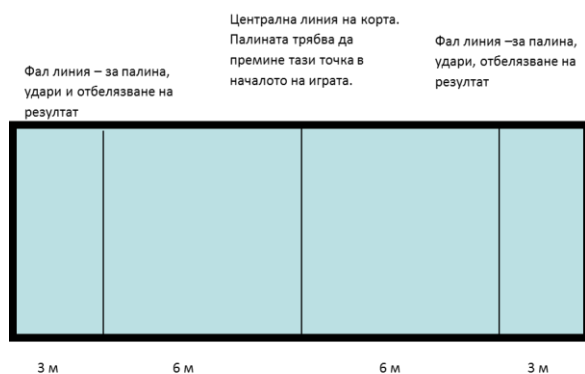 Фал линия – за палина,
удари и отбелязване на
резултат
Централна линия на корта.
Палината трябва да
премине тази точка в
началото на играта.
Фал линия –за палина,
удари, отбелязване на
резултат
3 м
6 м
6 м
3 м